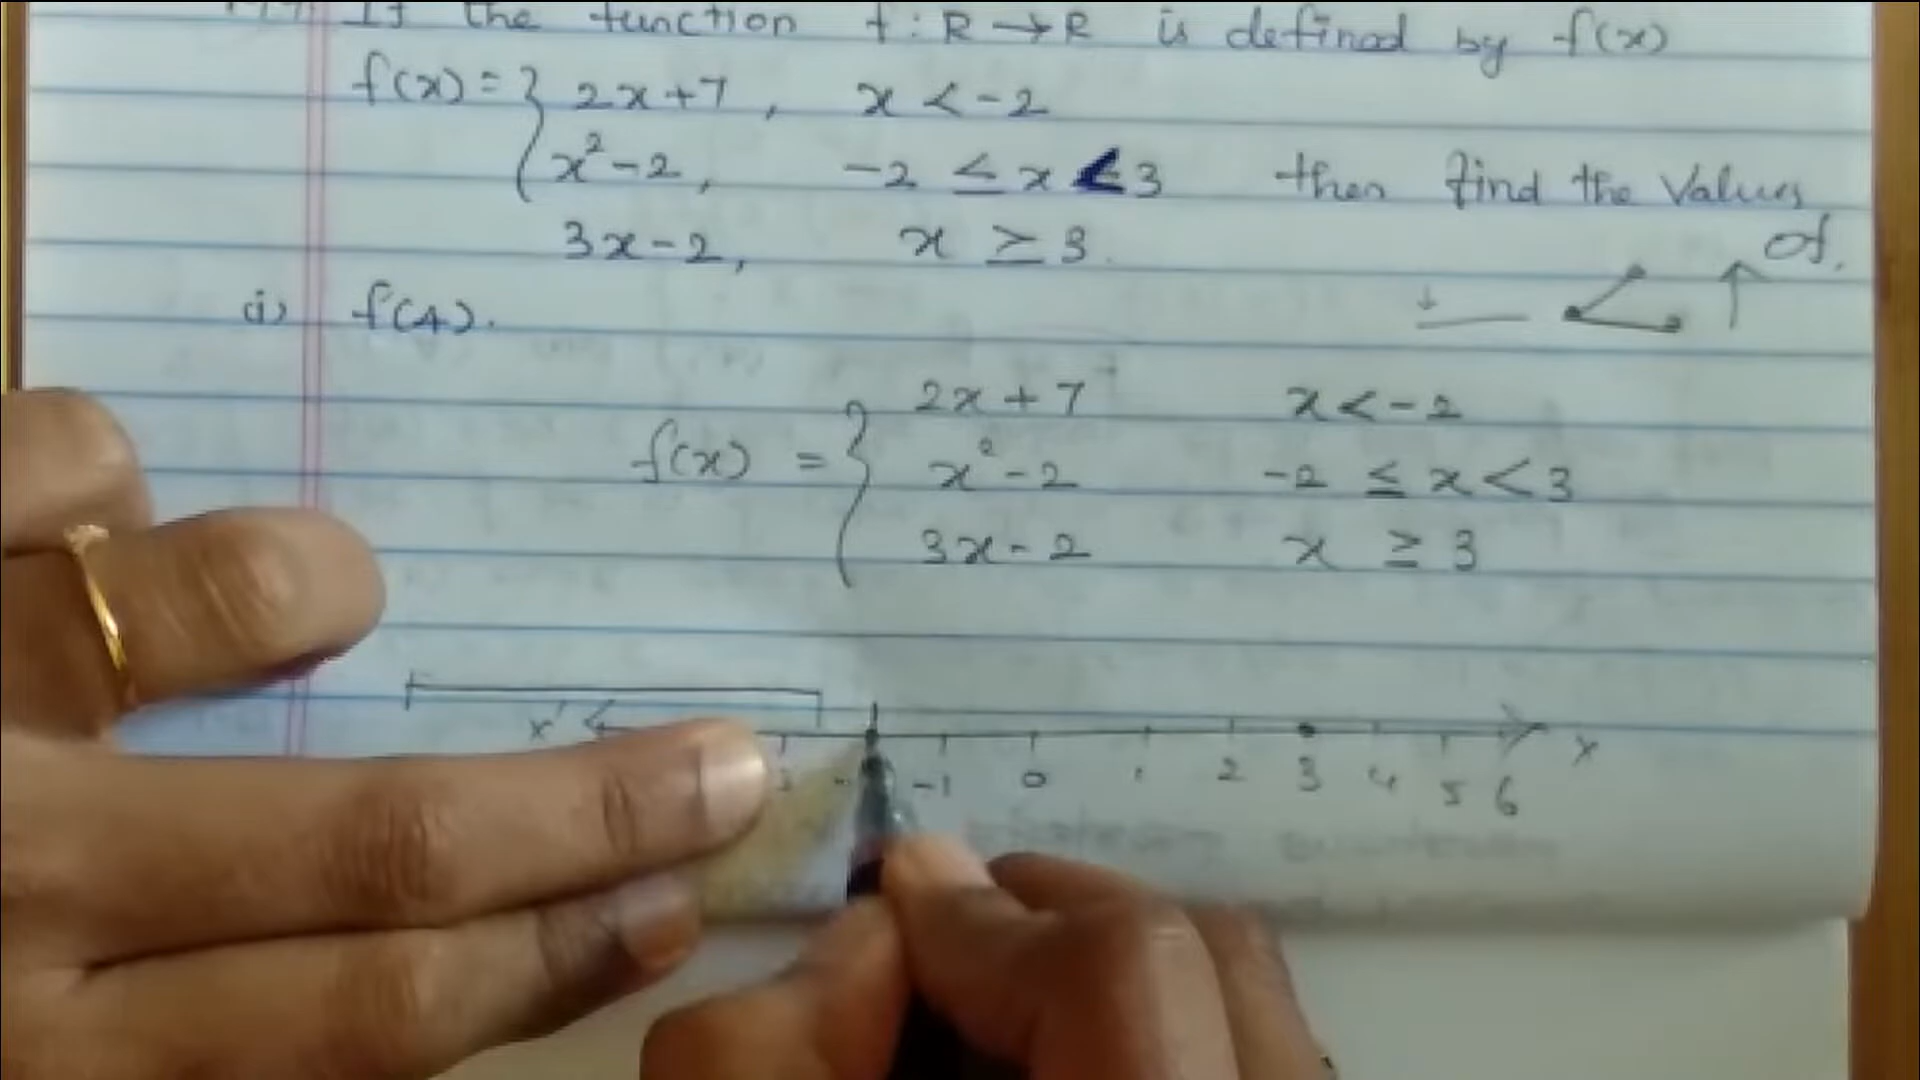 If the function f : R → R is defined by f(x)
f(x) = { 2x + 7 , x < -2
x² - 2 , -2 ≤ x < 3 then find the Values
3x - 2 , x ≥ 3 . of.
(i) f(4).
2x + 7 x < -2
f(x) = { x² - 2 -2 ≤ x < 3
3x - 2 x ≥ 3
x' x
-1 0 1 2 3 4 5 6